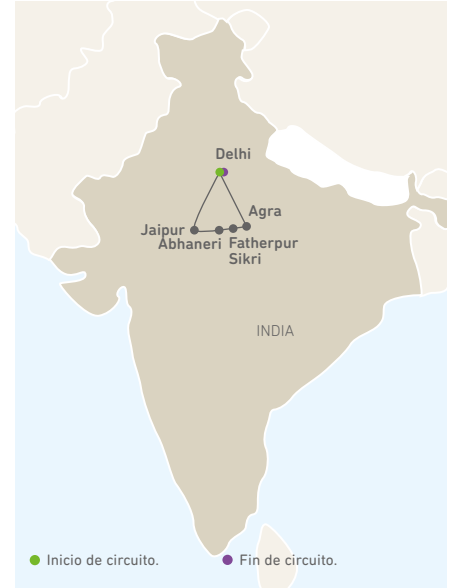 Delhi
Agra
Jaipur
Abhaneri
Fatherpur
Sikri
INDIA
Inicio de circuito.
Fin de circuito.